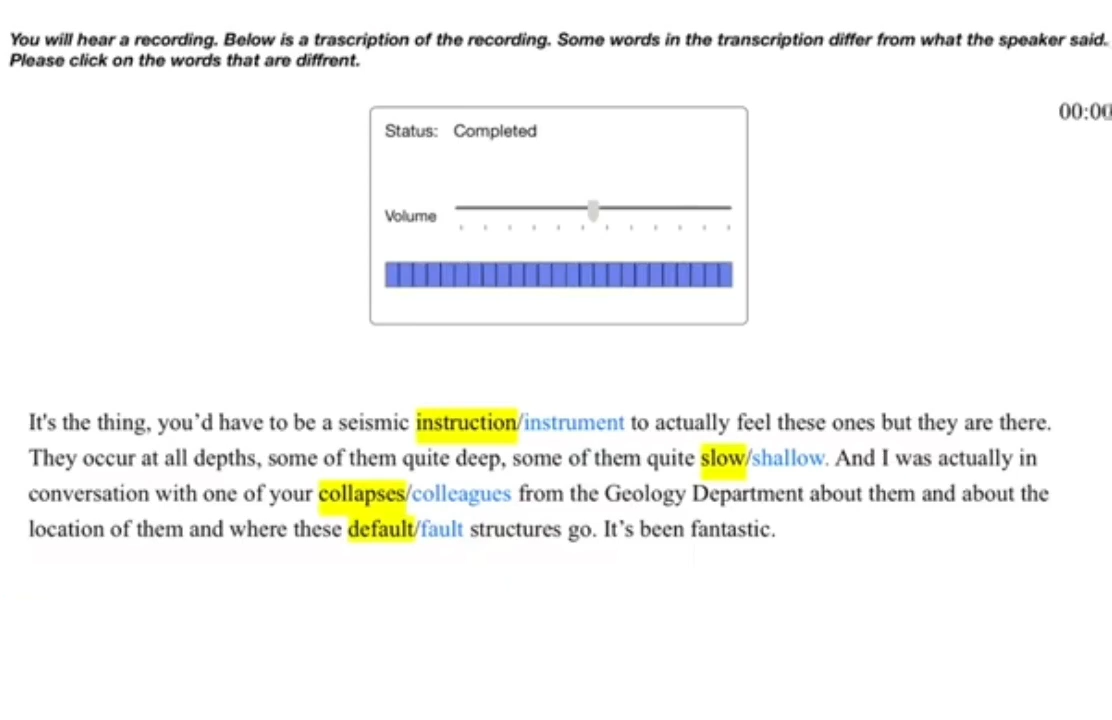 You will hear a recording. Below is a trascription of the recording. Some words in the transcription differ from what the speaker said.
Please click on the words that are diffrent.
00:00
Status: Completed
Volume
It's the thing, you’d have to be a seismic instruction/instrument to actually feel these ones but they are there.
They occur at all depths, some of them quite deep, some of them quite slow/shallow. And I was actually in
conversation with one of your collapses/colleagues from the Geology Department about them and about the
location of them and where these default/fault structures go. It’s been fantastic.